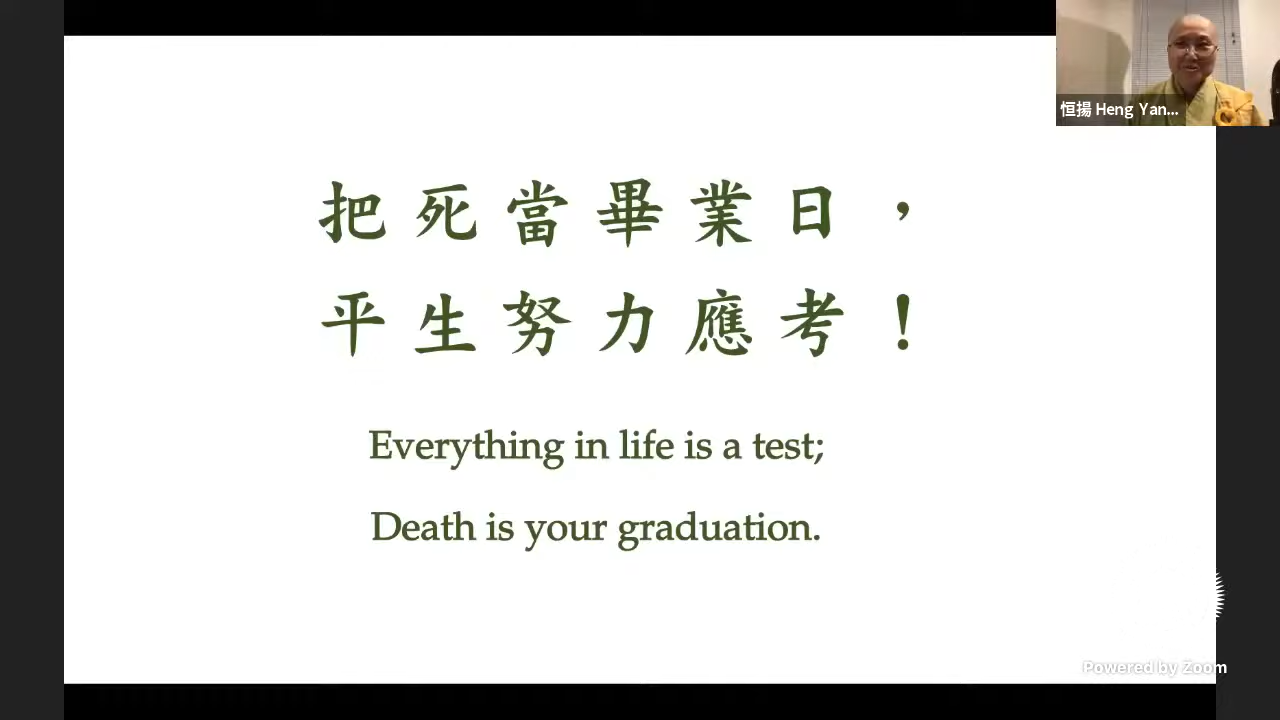 恒揚 Heng Yan...
把死當畢業日，
平生努力應考！
Everything in life is a test;
Death is your graduation.
Powered by Zoom